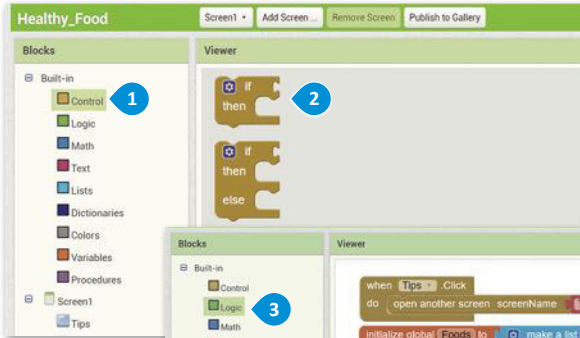 Healthy_Food
Screen1
Add Screen ...
Remove Screen
Publish to Gallery
Blocks
Viewer
Built-in
Control
1
Logic
Math
Text
Lists
Dictionaries
Colors
Variables
Procedures
Screen1
Tips
if
then
2
if
then
else
Blocks
Viewer
Built-in
Control
Logic
3
Math
when Tips .Click
do open another screen screenName
initialize global Foods to make a list